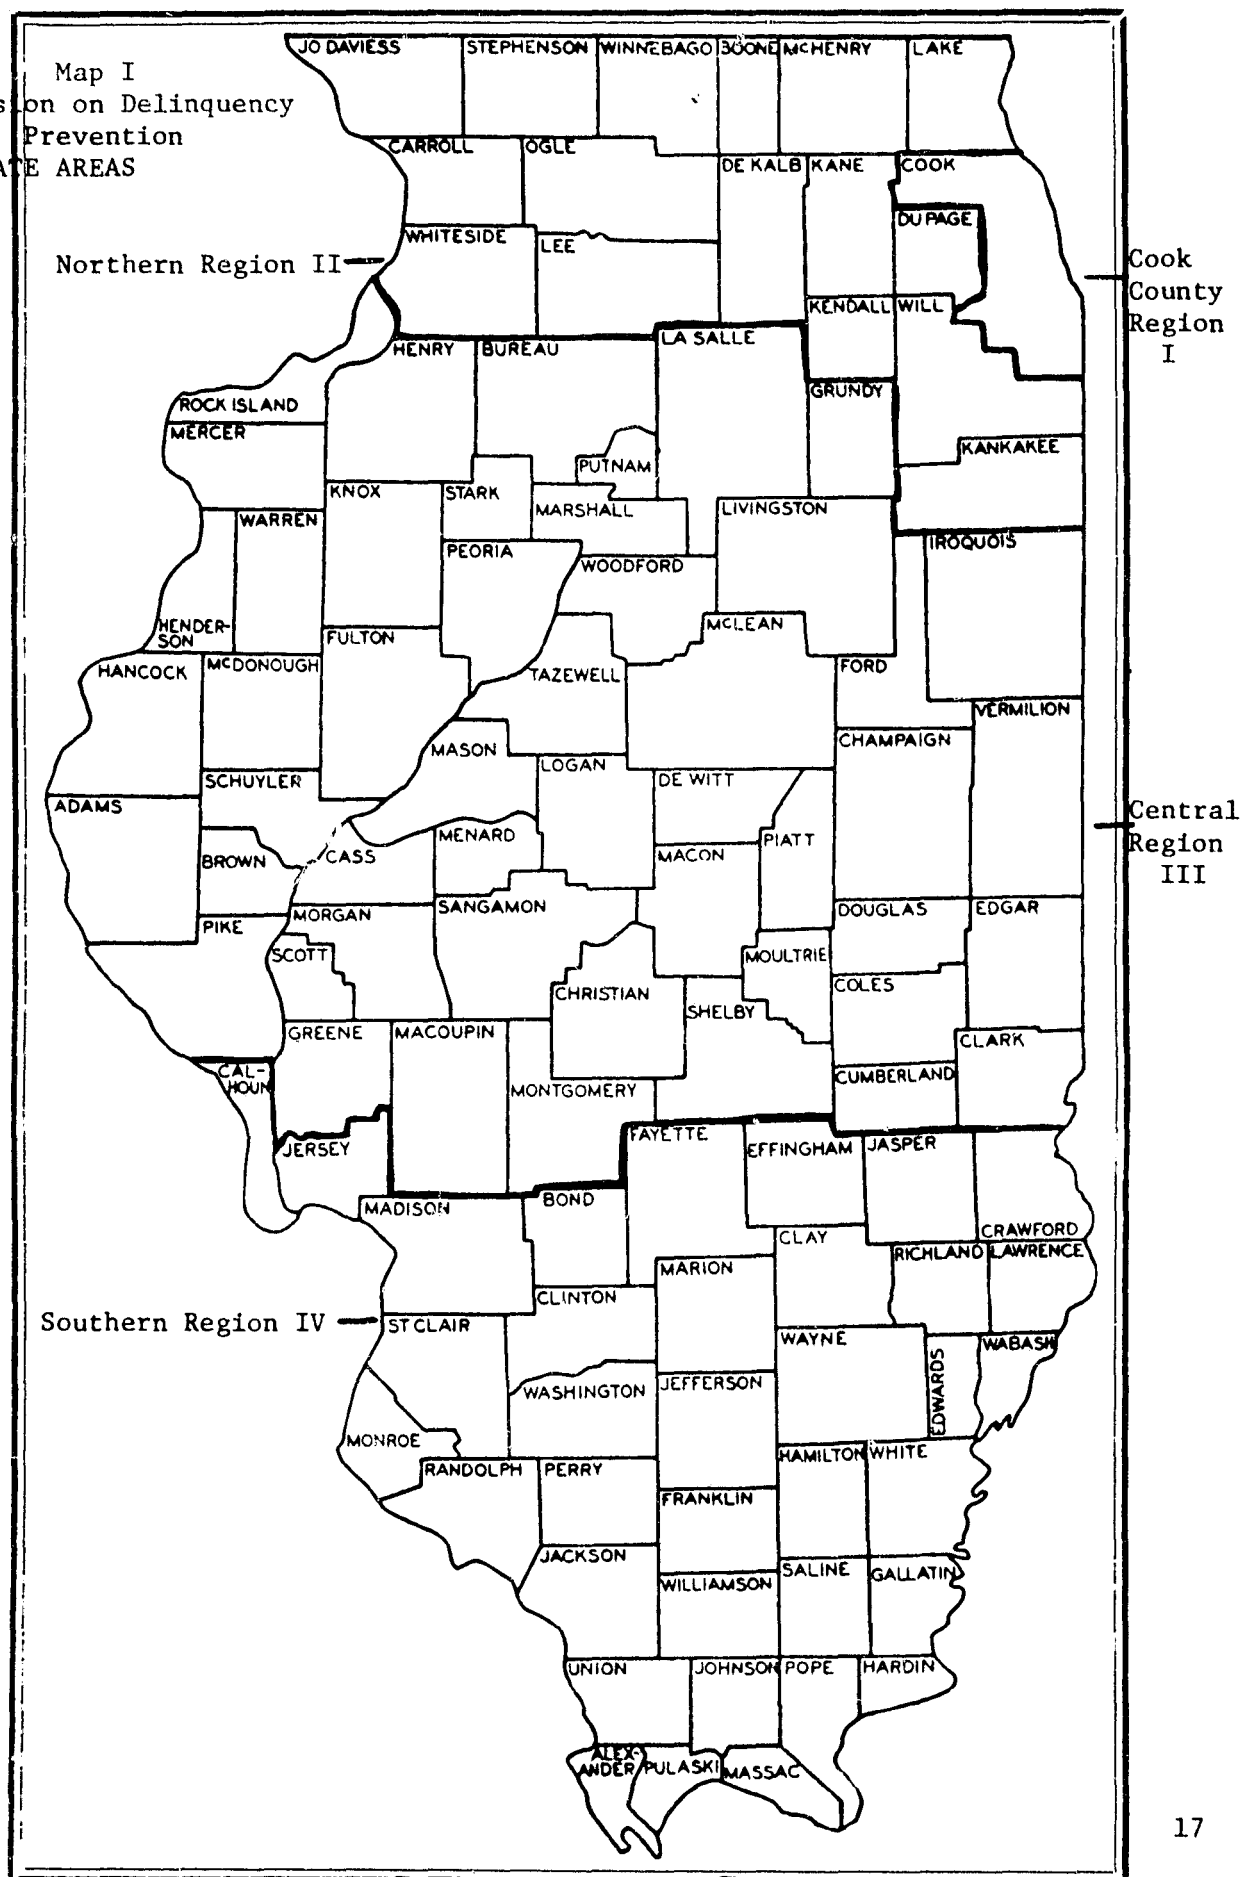 Map I
sion on Delinquency
Prevention
ATE AREAS
JO DAVIESS STEPHENSON WINNEBAGO BOONE MCHENRY LAKE
CARROLL OGLE
DE KALB KANE COOK
DU PAGE
WHITESIDE LEE
Northern Region II
Cook
County
Region
I
KENDALL WILL
LA SALLE
HENRY BUREAU
GRUNDY
ROCK ISLAND
MERCER
KANKAKEE
PUTNAM
KNOX STARK
MARSHALL LIVINGSTON
WARREN
IROQUOIS
PEORIA
WOODFORD
HENDER-
SON
MCLEAN
FULTON
HANCOCK MCDONOUGH
TAZEWELL
FORD
VERMILION
CHAMPAIGN
MASON
LOGAN
SCHUYLER
DE WITT
ADAMS
Central
Region
III
MENARD
PIATT
BROWN CASS
MACON
MORGAN SANGAMON
DOUGLAS EDGAR
PIKE
SCOTT
MOULTRIE
COLES
CHRISTIAN
SHELBY
GREENE MACOUPIN
CLARK
CAL-
HOUN
CUMBERLAND
MONTGOMERY
FAYETTE
JERSEY
EFFINGHAM JASPER
MADISON BOND
CLAY CRAWFORD
RICHLAND LAWRENCE
MARION
CLINTON
Southern Region IV
ST CLAIR
WAYNE
EDWARDS
WABASH
WASHINGTON JEFFERSON
MONROE
HAMILTON WHITE
RANDOLPH PERRY
FRANKLIN
JACKSON
WILLIAMSON SALINE GALLATIN
UNION JOHNSON POPE HARDIN
ALEX-
ANDER PULASKI MASSAC
17